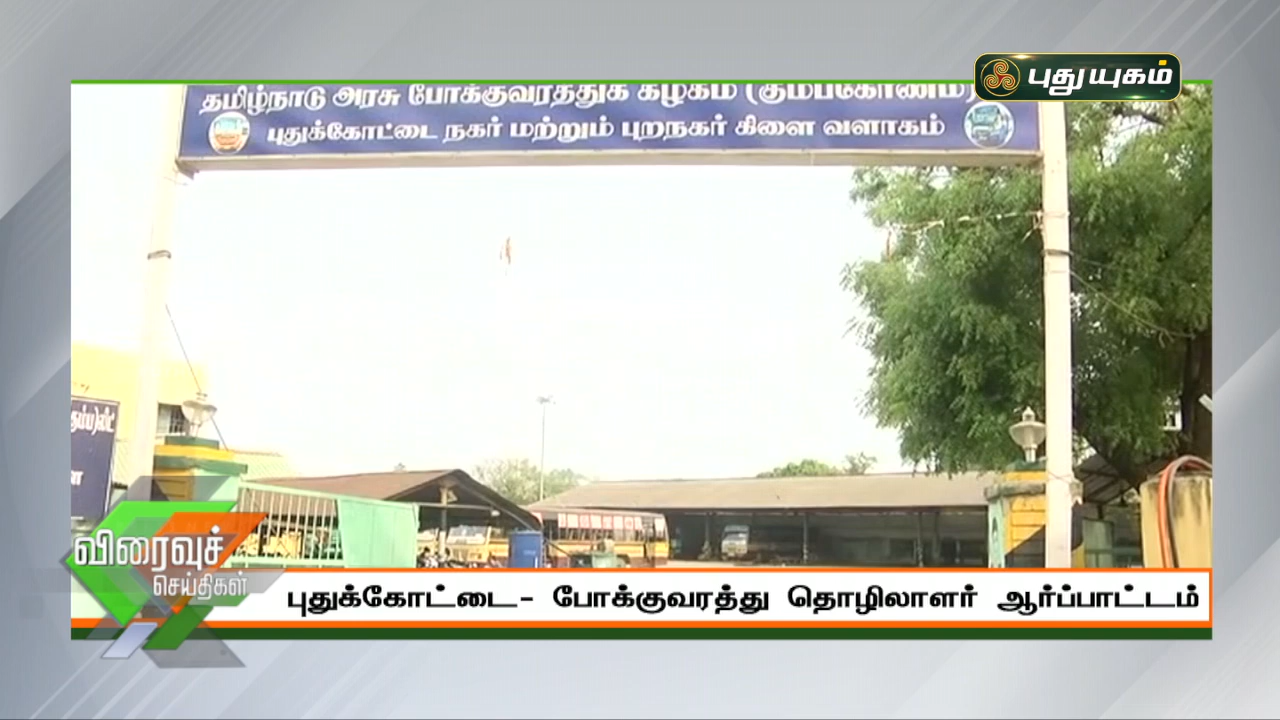 புதுயுகம்
தமிழ்நாடு அரசு போக்குவரத்துக் கழகம் (கும்பகோணம்)
புதுக்கோட்டை நகர் மற்றும் புறநகர் கிளை வளாகம்
விரைவுச்
செய்திகள்
புதுக்கோட்டை- போக்குவரத்து தொழிலாளர் ஆர்ப்பாட்டம்